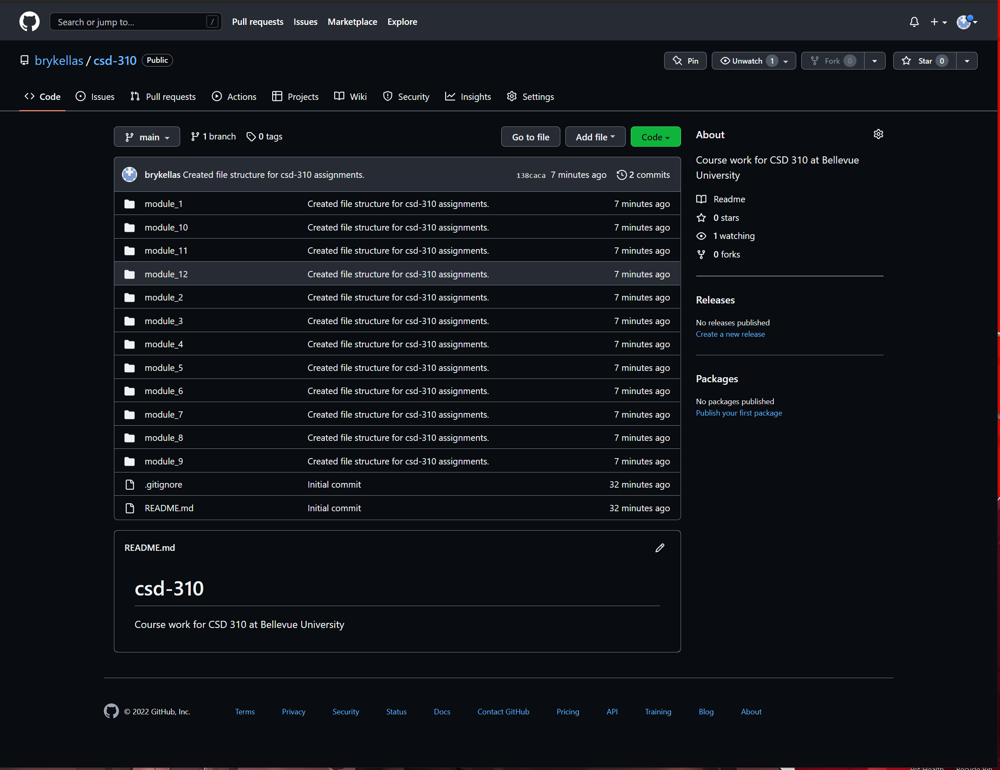 Search or jump to... /
Pull requests Issues Marketplace Explore
brykellas / csd-310 Public
Pin Unwatch 1 Fork 0 Star 0
Code Issues Pull requests Actions Projects Wiki Security Insights Settings
main 1 branch 0 tags Go to file Add file Code
brykellas Created file structure for csd-310 assignments. 138caca 7 minutes ago 2 commits
module_1 Created file structure for csd-310 assignments. 7 minutes ago
module_10 Created file structure for csd-310 assignments. 7 minutes ago
module_11 Created file structure for csd-310 assignments. 7 minutes ago
module_12 Created file structure for csd-310 assignments. 7 minutes ago
module_2 Created file structure for csd-310 assignments. 7 minutes ago
module_3 Created file structure for csd-310 assignments. 7 minutes ago
module_4 Created file structure for csd-310 assignments. 7 minutes ago
module_5 Created file structure for csd-310 assignments. 7 minutes ago
module_6 Created file structure for csd-310 assignments. 7 minutes ago
module_7 Created file structure for csd-310 assignments. 7 minutes ago
module_8 Created file structure for csd-310 assignments. 7 minutes ago
module_9 Created file structure for csd-310 assignments. 7 minutes ago
.gitignore Initial commit 32 minutes ago
README.md Initial commit 32 minutes ago
README.md
csd-310
Course work for CSD 310 at Bellevue University
About
Course work for CSD 310 at Bellevue
University
Readme
0 stars
1 watching
0 forks
Releases
No releases published
Create a new release
Packages
No packages published
Publish your first package
© 2022 GitHub, Inc. Terms Privacy Security Status Docs Contact GitHub Pricing API Training Blog About
Pet Health Recycle Bin